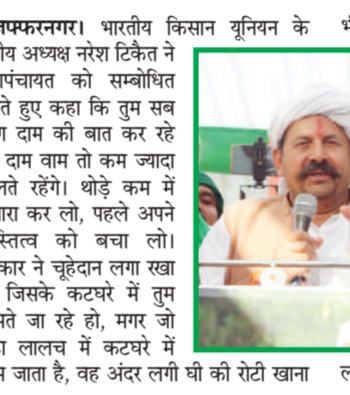 जफ्फरनगर। भारतीय किसान यूनियन के
ीय अध्यक्ष नरेश टिकैत ने
पंचायत को सम्बोधित
ते हुए कहा कि तुम सब
दाम की बात कर रहे
दाम वाम तो कम ज्यादा
लते रहेंगे। थोड़े कम में
ारा कर लो, पहले अपने
स्तित्व को बचा लो।
कार ने चूहेदान लगा रखा
जिसके कटघरे में तुम
सते जा रहे हो, मगर जो
लालच में कटघरे में
जाता है, वह अंदर लगी घी की रोटी खाना